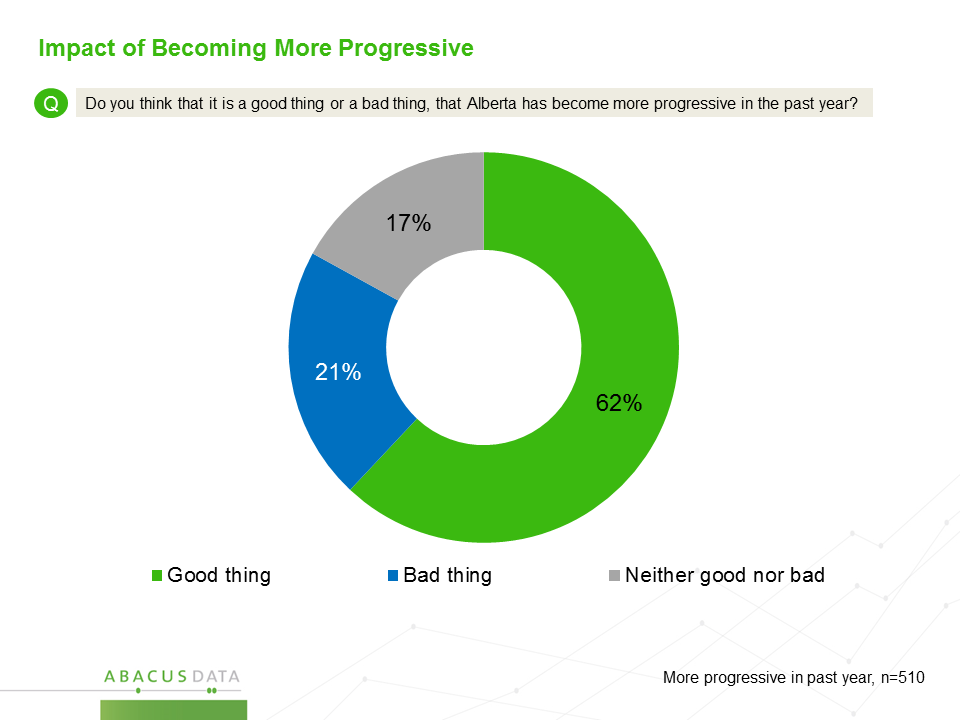 Impact of Becoming More Progressive
Q
Do you think that it is a good thing or a bad thing, that Alberta has become more progressive in the past year?
17%
21%
62%
Good thing
Bad thing
Neither good nor bad
ABACUS DATA
More progressive in past year, n=510